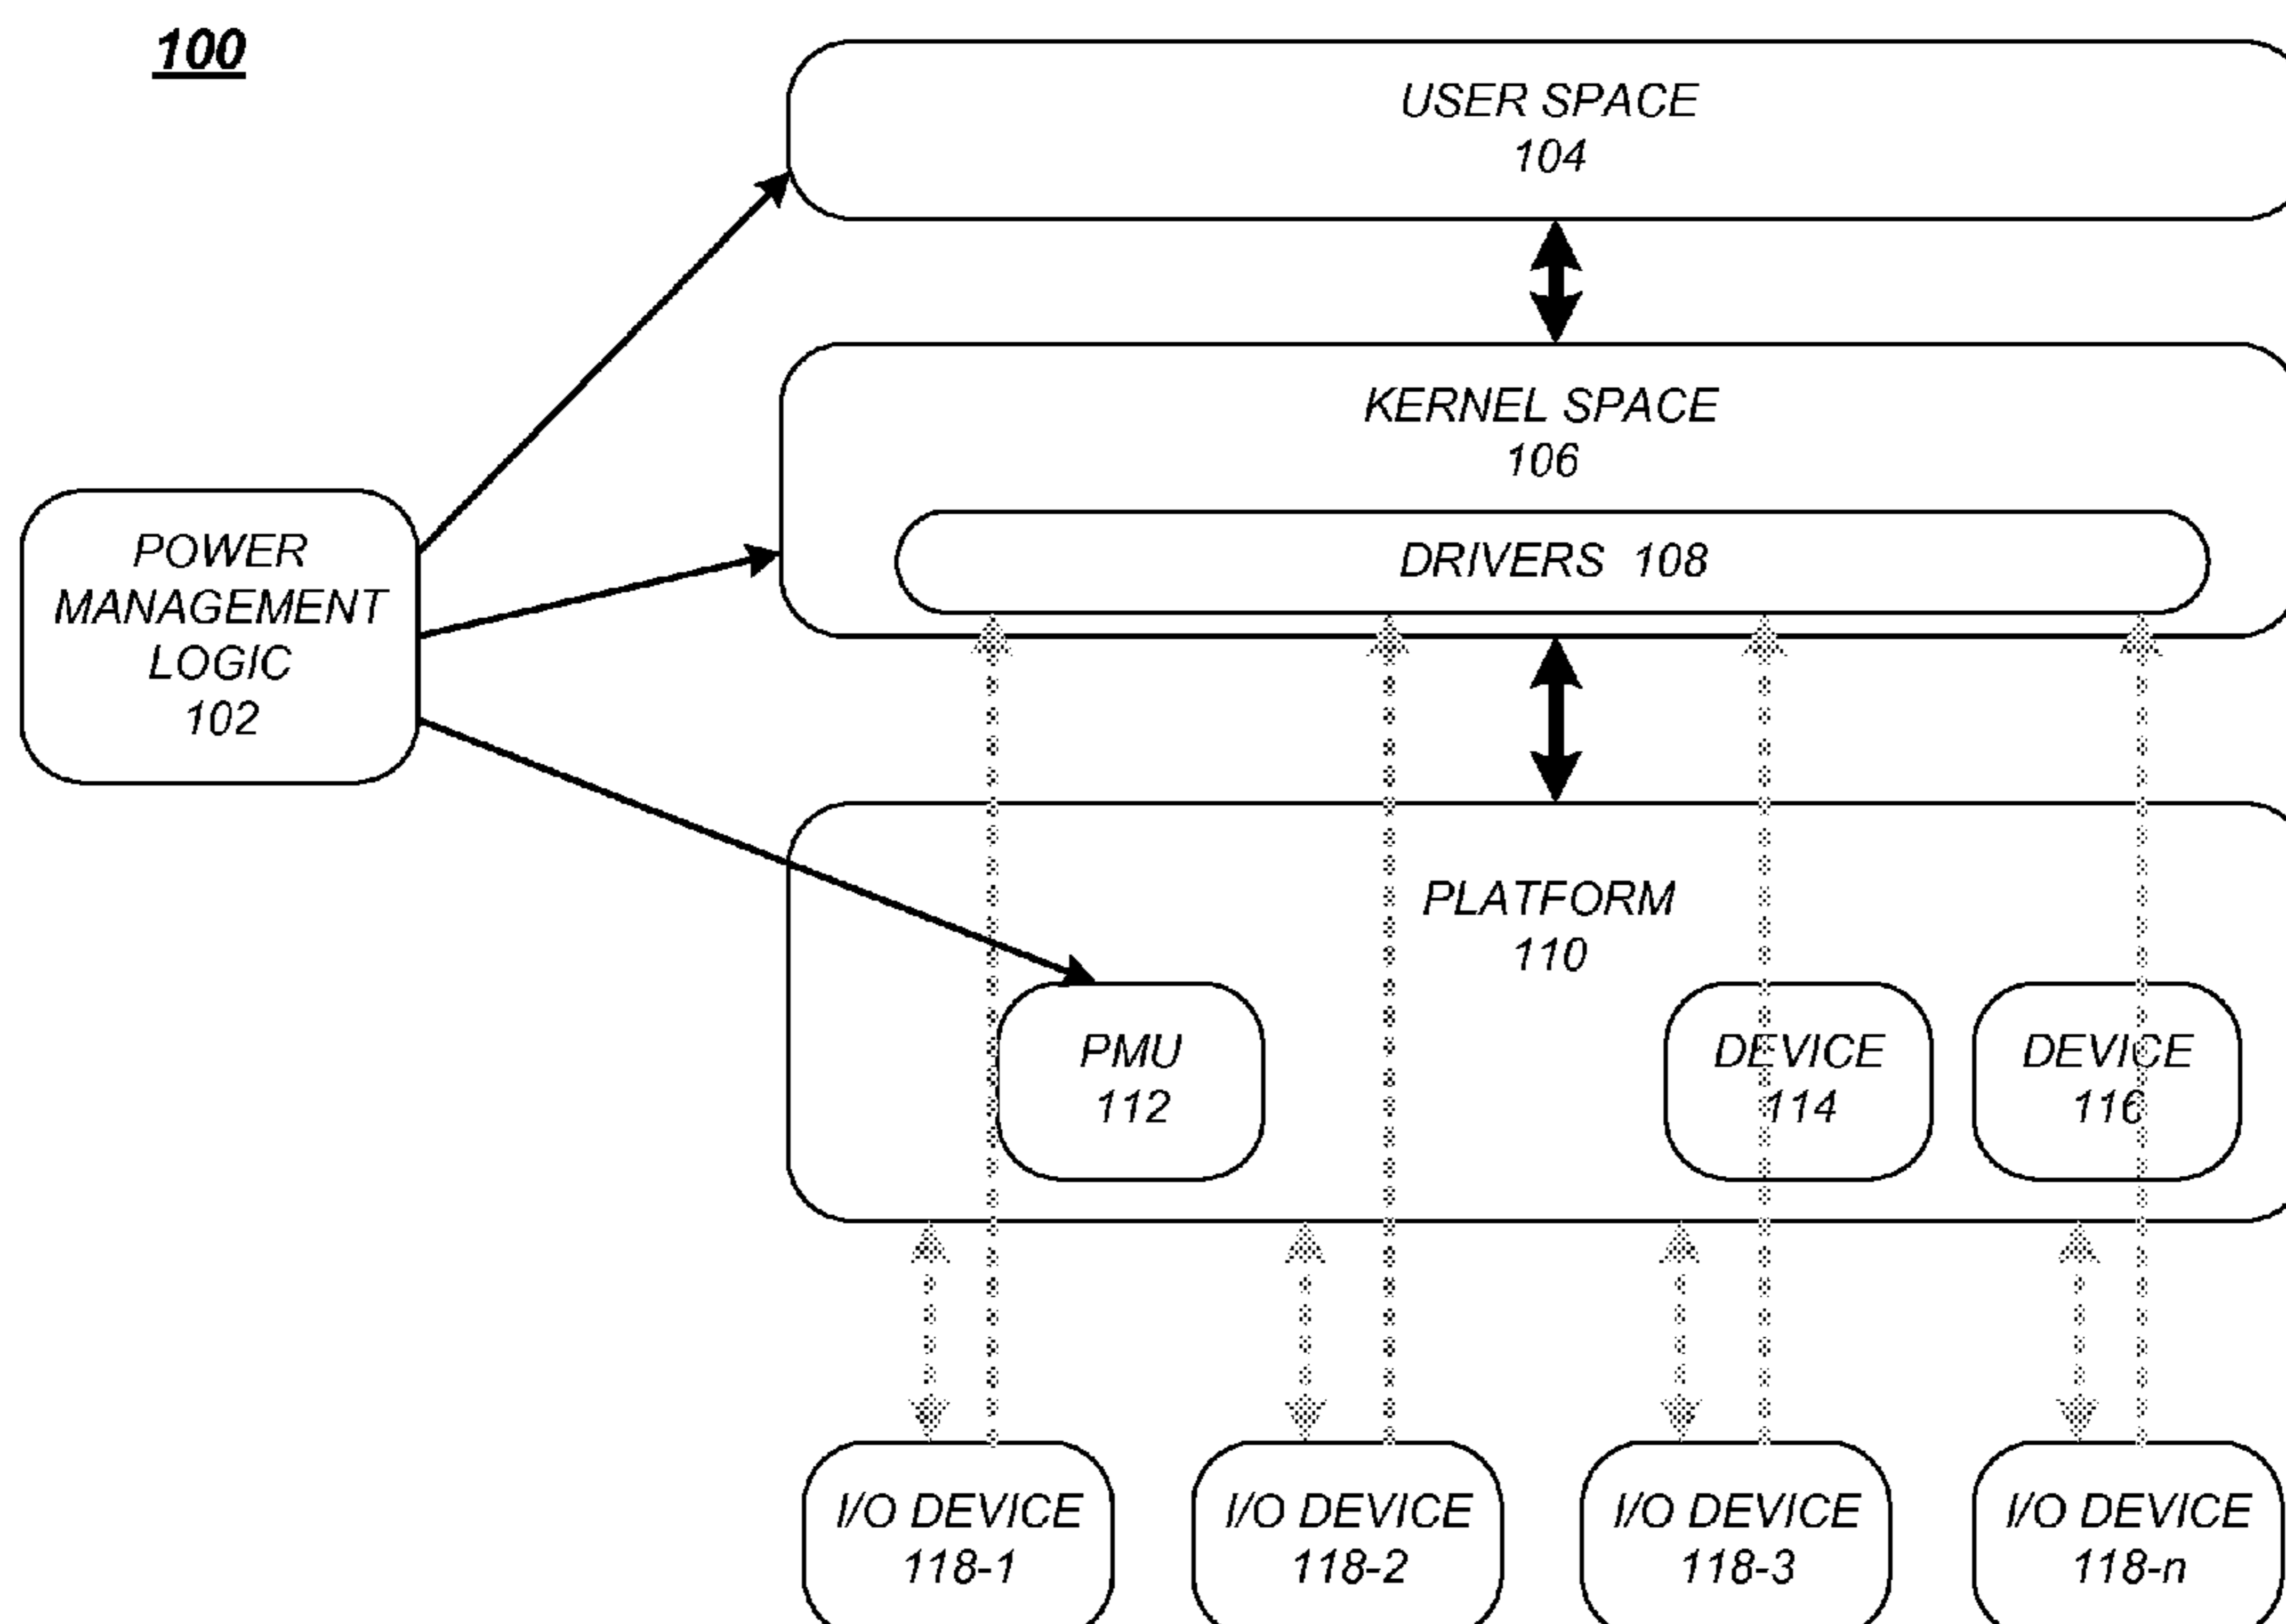 100
USER SPACE
104
KERNEL SPACE
106
DRIVERS 108
POWER
MANAGEMENT
LOGIC
102
PLATFORM
110
PMU
112
DEVICE
114
DEVICE
116
I/O DEVICE
118-1
I/O DEVICE
118-2
I/O DEVICE
118-3
I/O DEVICE
118-n